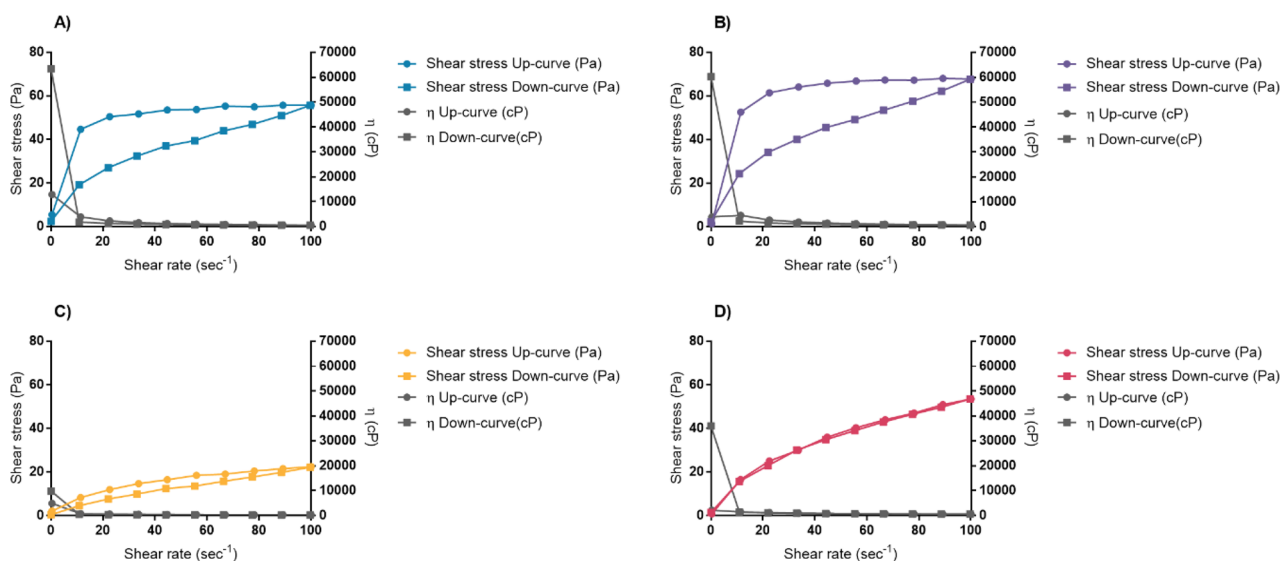 A)
80
60
40
20
0
Shear stress (Pa)
70000
60000
50000
40000
30000
20000
10000
0
η (cP)
0 20 40 60 80 100
Shear rate (sec-1)
Shear stress Up-curve (Pa)
Shear stress Down-curve (Pa)
η Up-curve (cP)
η Down-curve(cP)
B)
80
60
40
20
0
Shear stress (Pa)
70000
60000
50000
40000
30000
20000
10000
0
η (cP)
0 20 40 60 80 100
Shear rate (sec-1)
Shear stress Up-curve (Pa)
Shear stress Down-curve (Pa)
η Up-curve (cP)
η Down-curve(cP)
C)
80
60
40
20
0
Shear stress (Pa)
70000
60000
50000
40000
30000
20000
10000
0
η (cP)
0 20 40 60 80 100
Shear rate (sec-1)
Shear stress Up-curve (Pa)
Shear stress Down-curve (Pa)
η Up-curve (cP)
η Down-curve(cP)
D)
80
60
40
20
0
Shear stress (Pa)
70000
60000
50000
40000
30000
20000
10000
0
η (cP)
0 20 40 60 80 100
Shear rate (sec-1)
Shear stress Up-curve (Pa)
Shear stress Down-curve (Pa)
η Up-curve (cP)
η Down-curve(cP)